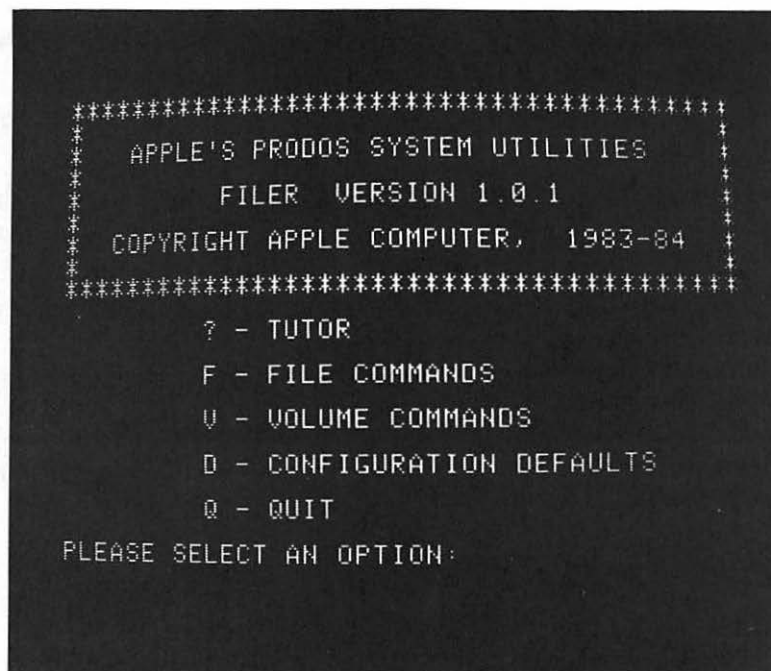 ****************************************
* APPLE'S PRODOS SYSTEM UTILITIES *
* FILER VERSION 1.0.1 *
* COPYRIGHT APPLE COMPUTER, 1983-84 *
****************************************
? - TUTOR
F - FILE COMMANDS
V - VOLUME COMMANDS
D - CONFIGURATION DEFAULTS
Q - QUIT
PLEASE SELECT AN OPTION: